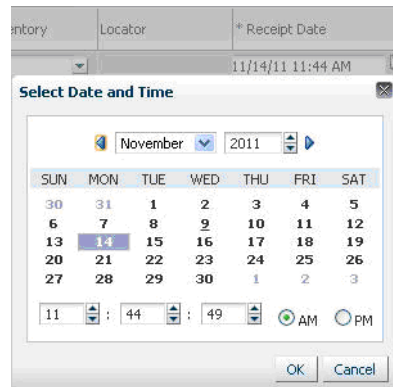 ntory Locator * Receipt Date
11/14/11 11:44 AM
Select Date and Time
November 2011
SUN MON TUE WED THU FRI SAT
30 31 1 2 3 4 5
6 7 8 9 10 11 12
13 14 15 16 17 18 19
20 21 22 23 24 25 26
27 28 29 30 1 2 3
11 : 44 : 49 AM PM
OK Cancel